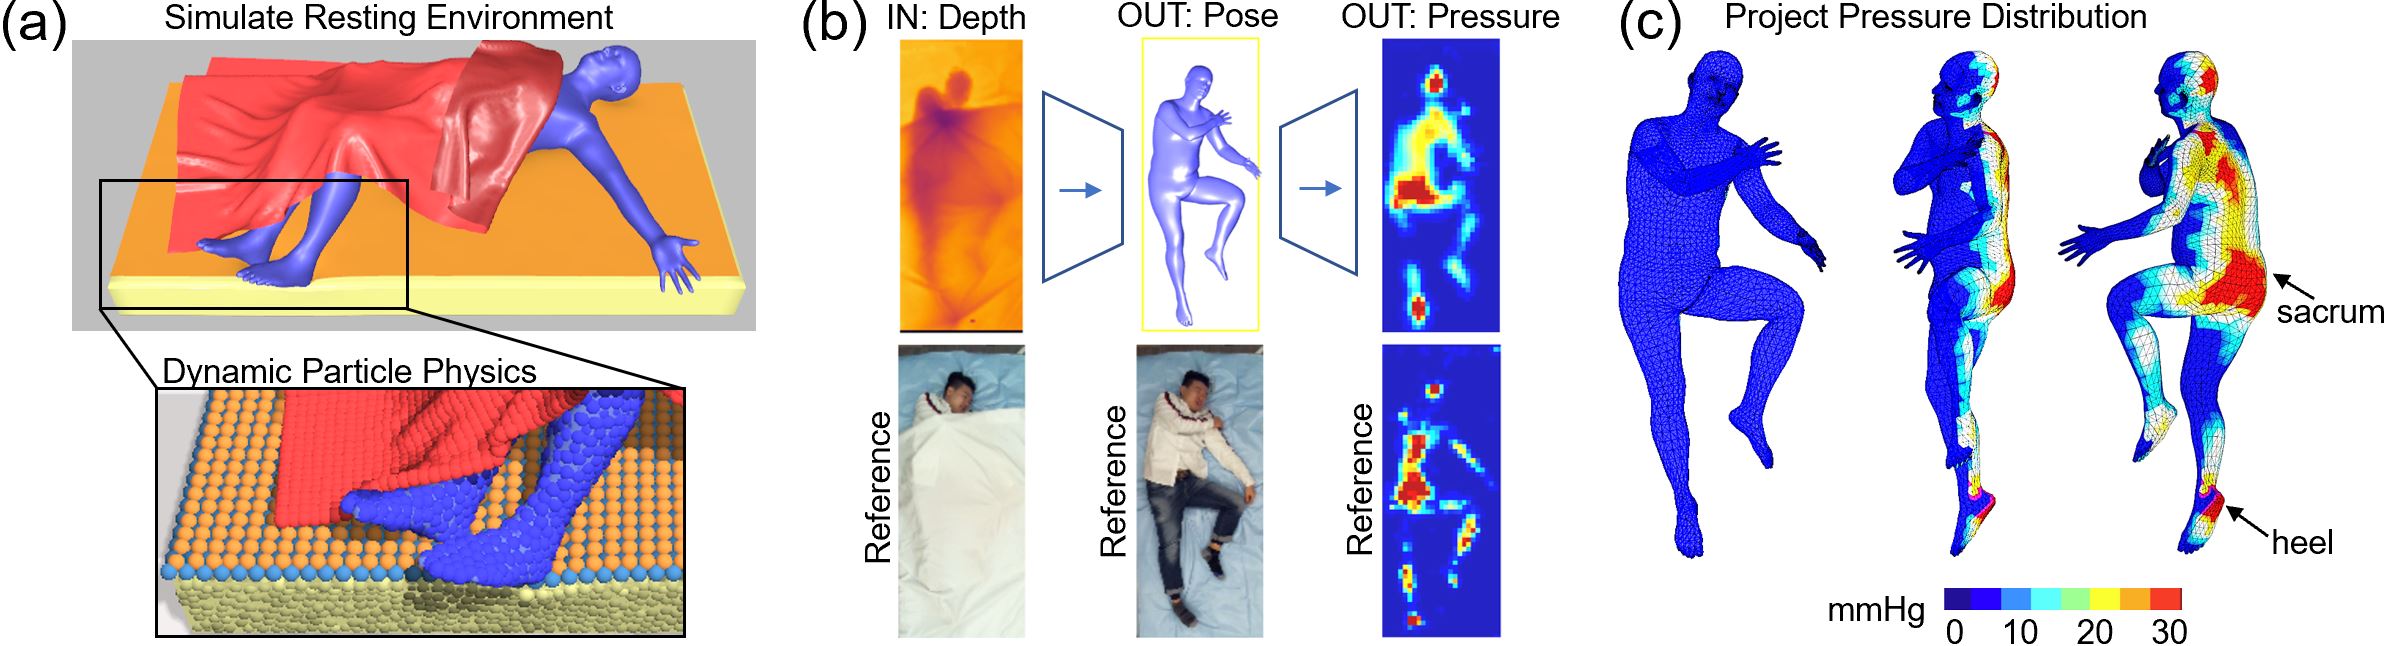 (a)
Simulate Resting Environment
Dynamic Particle Physics
(b)
IN: Depth
OUT: Pose
OUT: Pressure
Reference
Reference
Reference
(c)
Project Pressure Distribution
sacrum
heel
mmHg
0 10 20 30